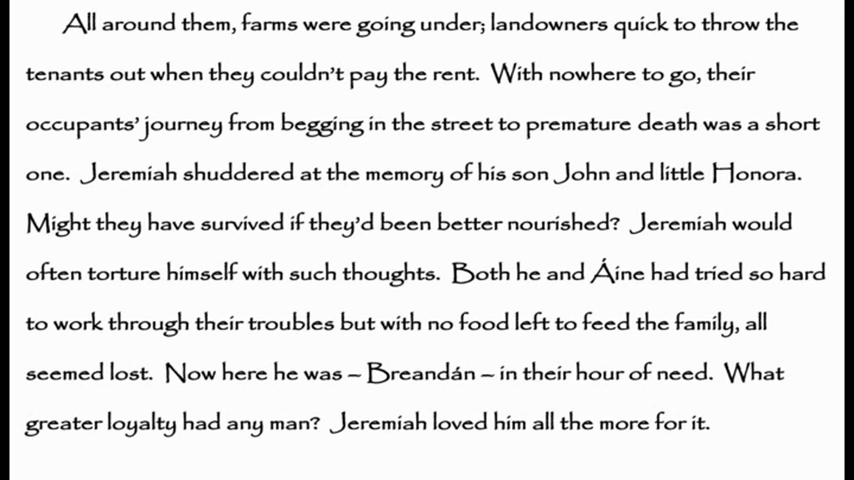 All around them, farms were going under; landowners quick to throw the
tenants out when they couldn't pay the rent.  With nowhere to go, their
occupants' journey from begging in the street to premature death was a short
one.  Jeremiah shuddered at the memory of his son John and little Honora.
Might they have survived if they'd been better nourished?  Jeremiah would
often torture himself with such thoughts.  Both he and Áine had tried so hard
to work through their troubles but with no food left to feed the family, all
seemed lost.  Now here he was – Breandán – in their hour of need.  What
greater loyalty had any man?  Jeremiah loved him all the more for it.